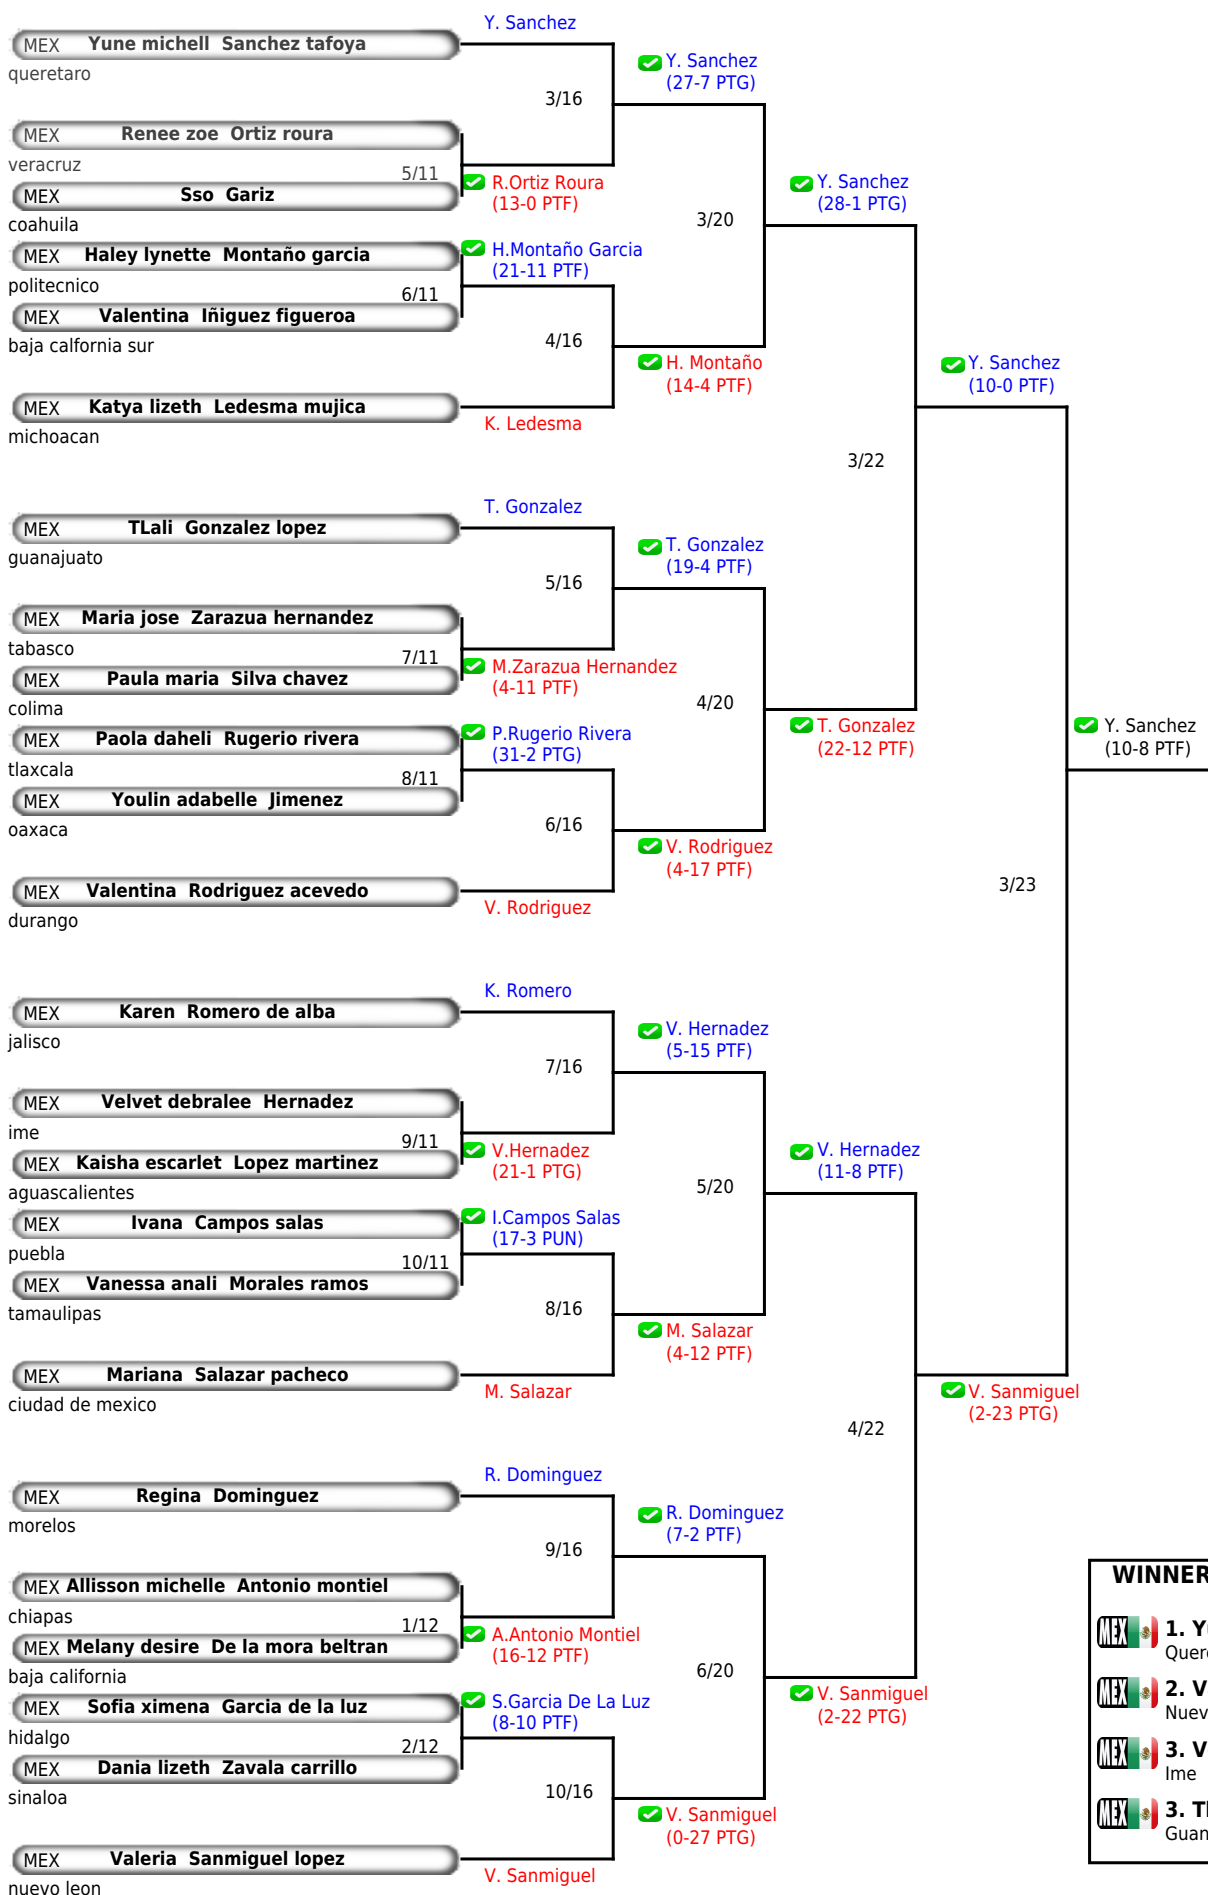 Y. Sanchez
MEX Yune michell Sanchez tafoya
queretaro
Y. Sanchez
(27-7 PTG)
3/16
MEX Renee zoe Ortiz roura
veracruz
5/11
R.Ortiz Roura
(13-0 PTF)
MEX Sso Gariz
coahuila
Y. Sanchez
(28-1 PTG)
3/20
MEX Haley lynette Montaño garcia
politecnico
H.Montaño Garcia
(21-11 PTF)
6/11
MEX Valentina Iñiguez figueroa
baja calfornia sur
4/16
H. Montaño
(14-4 PTF)
MEX Katya lizeth Ledesma mujica
michoacan
K. Ledesma
Y. Sanchez
(10-0 PTF)
3/22
T. Gonzalez
MEX TLali Gonzalez lopez
guanajuato
T. Gonzalez
(19-4 PTF)
5/16
MEX Maria jose Zarazua hernandez
tabasco
7/11
M.Zarazua Hernandez
(4-11 PTF)
MEX Paula maria Silva chavez
colima
4/20
T. Gonzalez
(22-12 PTF)
MEX Paola daheli Rugerio rivera
tlaxcala
P.Rugerio Rivera
(31-2 PTG)
8/11
MEX Youlin adabelle Jimenez
oaxaca
6/16
V. Rodriguez
(4-17 PTF)
MEX Valentina Rodriguez acevedo
durango
V. Rodriguez
Y. Sanchez
(10-8 PTF)
3/23
K. Romero
MEX Karen Romero de alba
jalisco
V. Hernadez
(5-15 PTF)
7/16
MEX Velvet debralee Hernadez
ime
9/11
V.Hernadez
(21-1 PTG)
MEX Kaisha escarlet Lopez martinez
aguascalientes
V. Hernadez
(11-8 PTF)
5/20
MEX Ivana Campos salas
puebla
I.Campos Salas
(17-3 PUN)
10/11
MEX Vanessa anali Morales ramos
tamaulipas
8/16
M. Salazar
(4-12 PTF)
MEX Mariana Salazar pacheco
ciudad de mexico
M. Salazar
V. Sanmiguel
(2-23 PTG)
4/22
R. Dominguez
MEX Regina Dominguez
morelos
R. Dominguez
(7-2 PTF)
9/16
MEX Allisson michelle Antonio montiel
chiapas
1/12
A.Antonio Montiel
(16-12 PTF)
MEX Melany desire De la mora beltran
baja california
6/20
V. Sanmiguel
(2-22 PTG)
MEX Sofia ximena Garcia de la luz
hidalgo
S.Garcia De La Luz
(8-10 PTF)
2/12
MEX Dania lizeth Zavala carrillo
sinaloa
10/16
V. Sanmiguel
(0-27 PTG)
MEX Valeria Sanmiguel lopez
nuevo leon
V. Sanmiguel
WINNER
MEX 1. Yu
Quer
MEX 2. V
Nuev
MEX 3. V
Ime
MEX 3. Tl
Guan